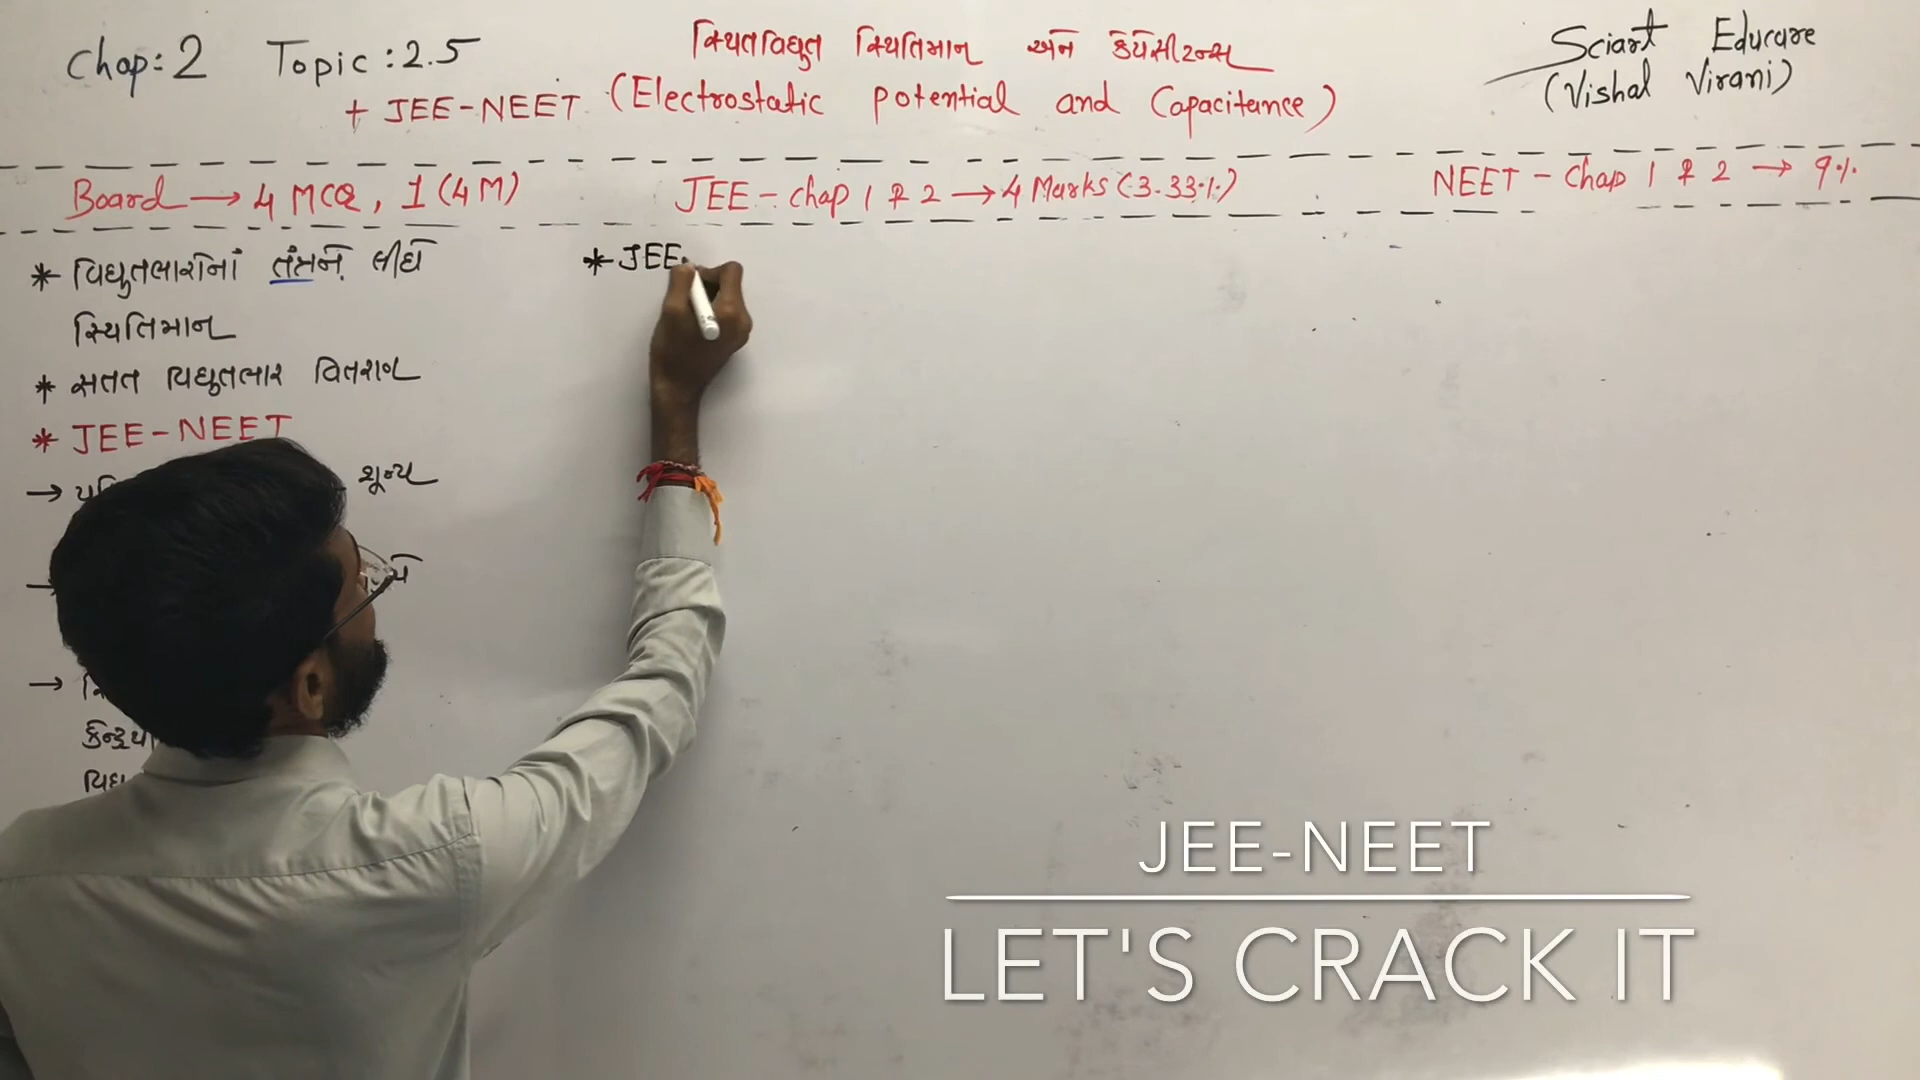 Chap: 2 Topic : 2.5
+ JEE-NEET
સ્થિતવિદ્યુત સ્થિતિમાન અને કેપેસીટન્સ
(Electrostatic potential and Capacitance)
Sciart Educare
(Vishal Virani)
Board → 4 MCQ, 1 (4M)
JEE - Chap 1 & 2 → 4 Marks (3.33%)
NEET - Chap 1 & 2 → 9%
* વિદ્યુતભારોનાં તંત્રને લીધે
સ્થિતિમાન
* સતત વિદ્યુતભાર વિતરણ
* JEE-NEET
→ શૂન્ય
→
* JEE
JEE-NEET
LET'S CRACK IT